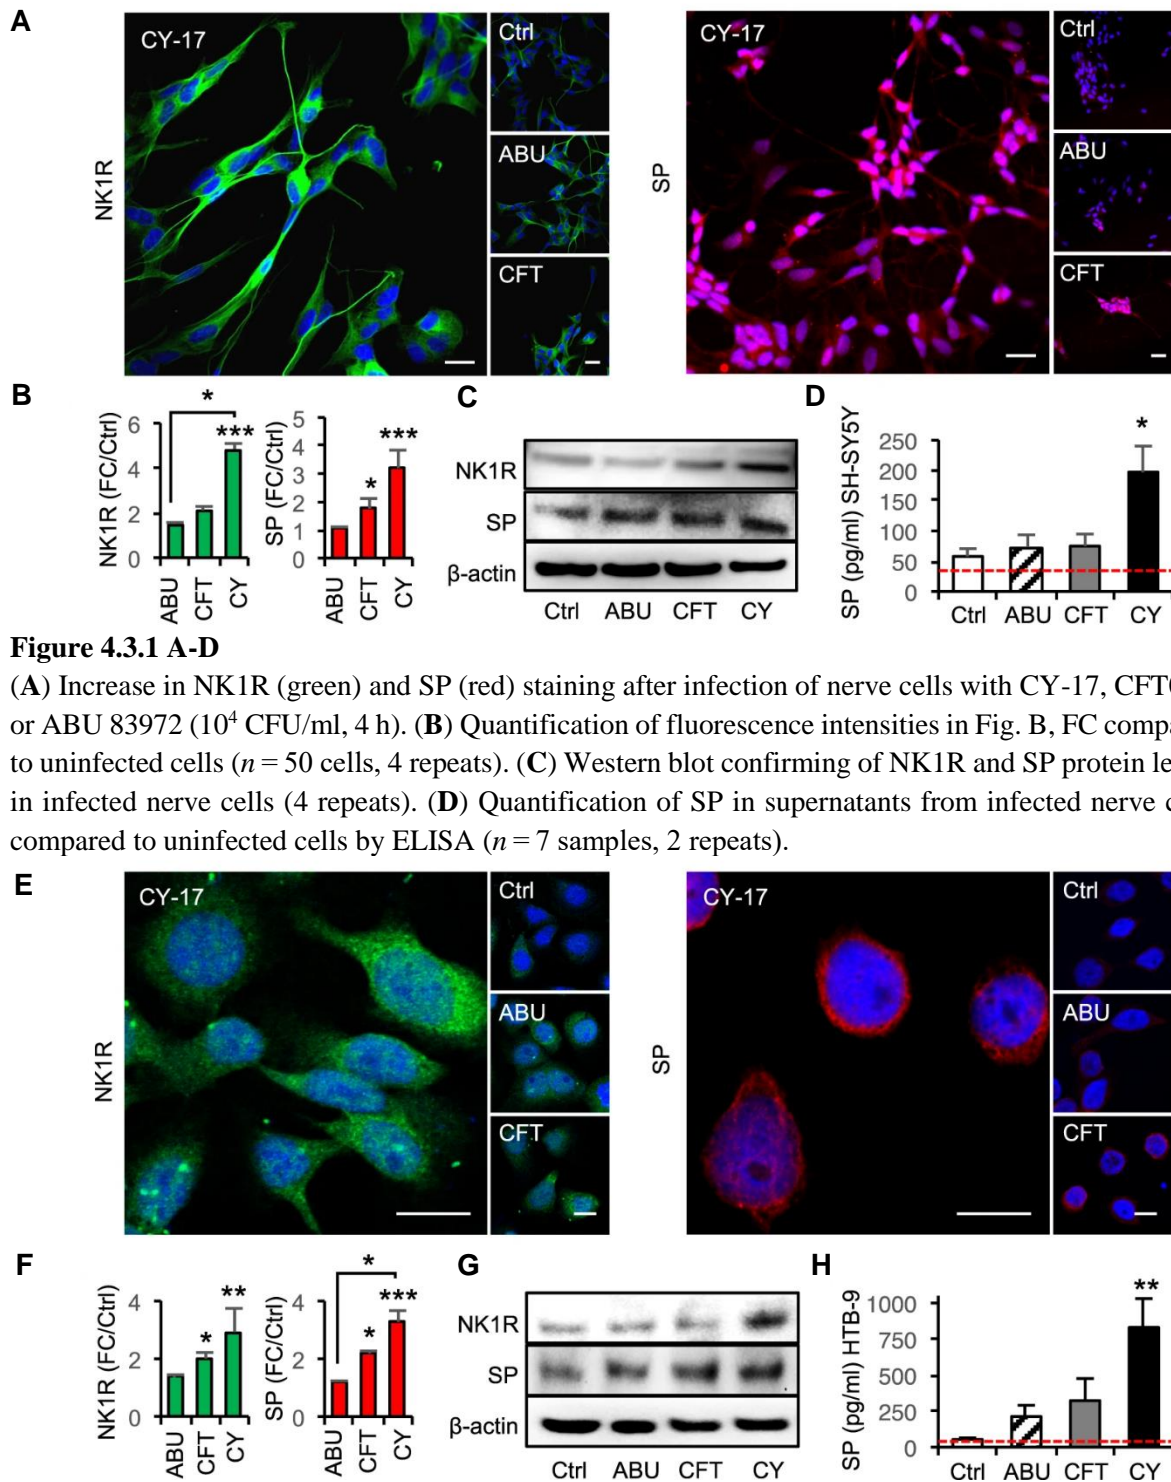 A
CY-17
Ctrl
ABU
CFT
NK1R
CY-17
Ctrl
ABU
CFT
SP
B
NK1R (FC/Ctrl)
6
4
2
0
*
***
ABU
CFT
CY
SP (FC/Ctrl)
5
4
3
2
1
0
*
***
ABU
CFT
CY
C
NK1R
SP
β-actin
Ctrl ABU CFT CY
D
SP (pg/ml) SH-SY5Y
250
200
150
100
50
0
*
Ctrl ABU CFT CY
Figure 4.3.1 A-D
(A) Increase in NK1R (green) and SP (red) staining after infection of nerve cells with CY-17,
or ABU 83972 (10⁴ CFU/ml, 4 h). (B) Quantification of fluorescence intensities in Fig. B, FC
to uninfected cells (n = 50 cells, 4 repeats). (C) Western blot confirming of NK1R and SP protein
in infected nerve cells (4 repeats). (D) Quantification of SP in supernatants from infected nerve
compared to uninfected cells by ELISA (n = 7 samples, 2 repeats).
E
CY-17
Ctrl
ABU
CFT
NK1R
CY-17
Ctrl
ABU
CFT
SP
F
NK1R (FC/Ctrl)
4
2
0
*
**
ABU
CFT
CY
SP (FC/Ctrl)
4
2
0
*
*
***
ABU
CFT
CY
G
NK1R
SP
β-actin
Ctrl ABU CFT CY
H
SP (pg/ml) HTB-9
1000
750
500
250
0
**
Ctrl ABU CFT CY